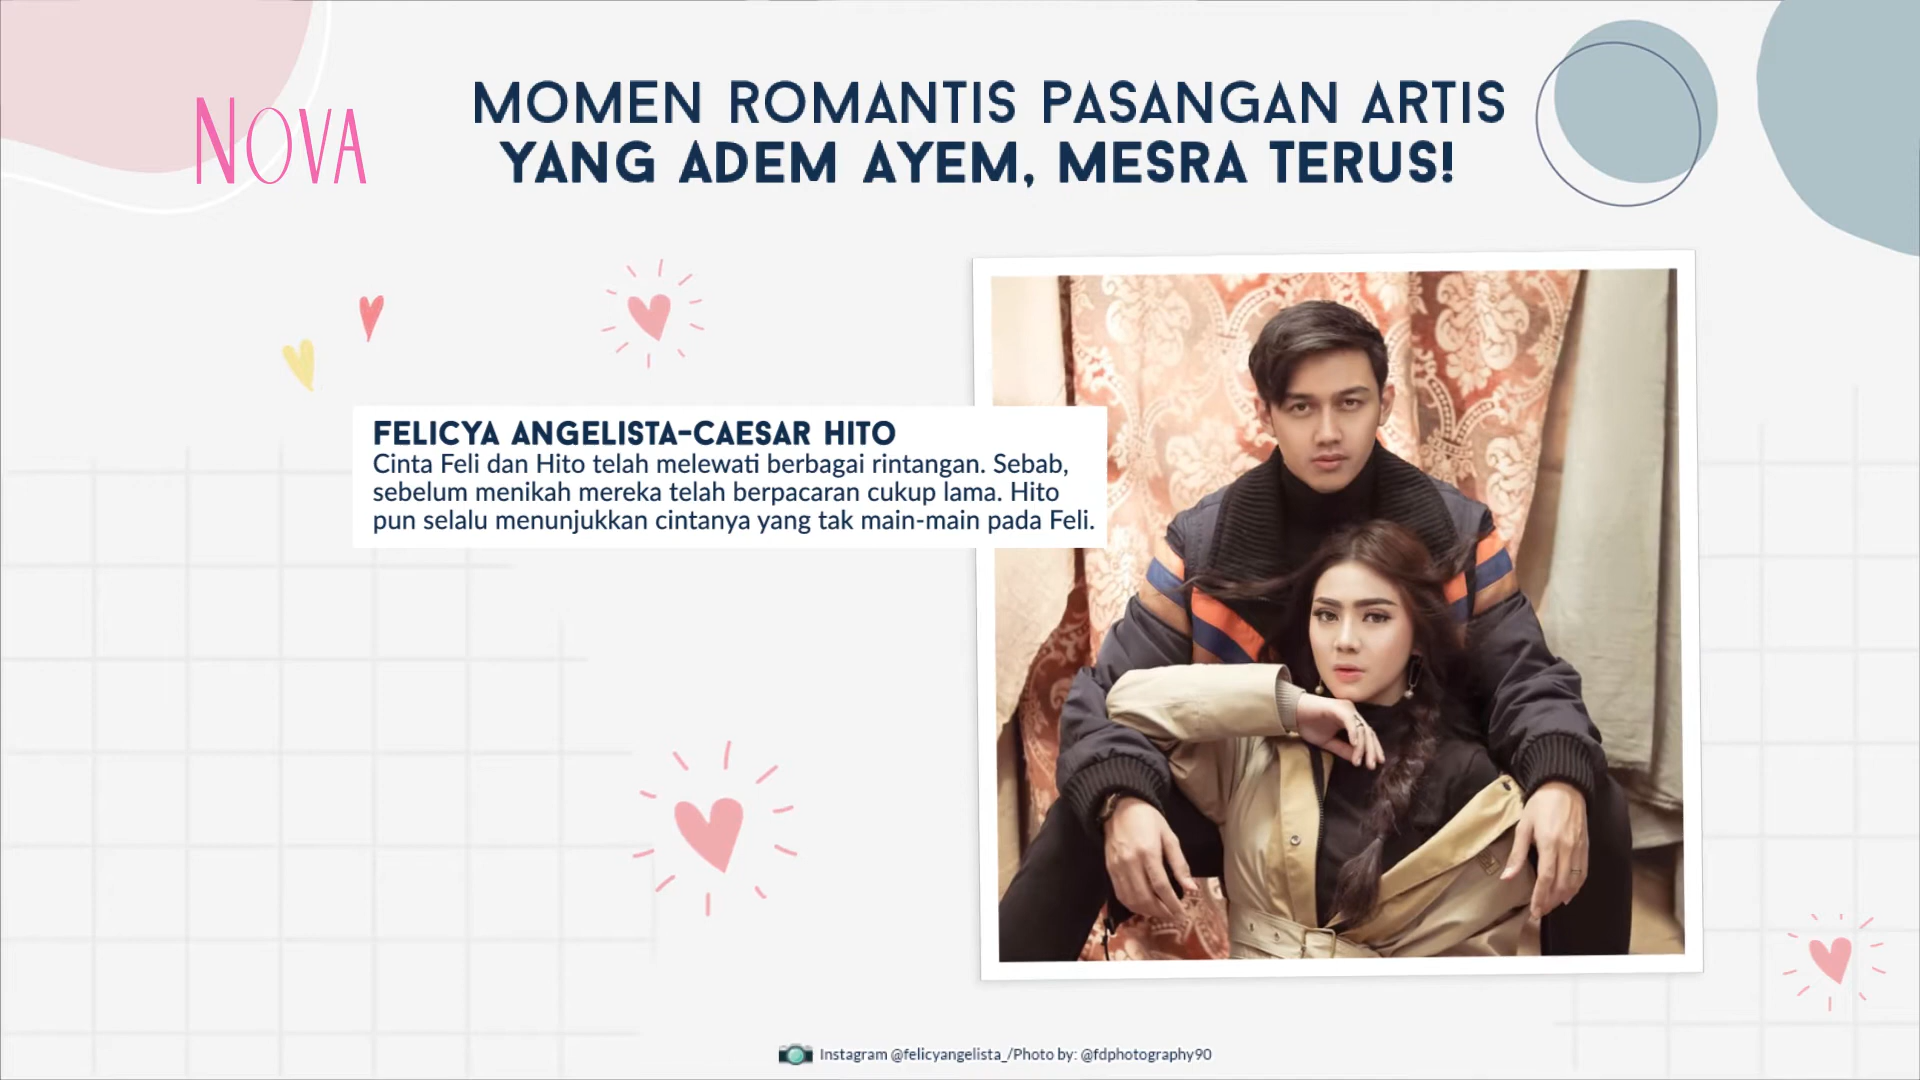 NOVA
MOMEN ROMANTIS PASANGAN ARTIS
YANG ADEM AYEM, MESRA TERUS!
FELICYA ANGELISTA-CAESAR HITO
Cinta Feli dan Hito telah melewati berbagai rintangan. Sebab,
sebelum menikah mereka telah berpacaran cukup lama. Hito
pun selalu menunjukkan cintanya yang tak main-main pada Feli.
Instagram @felicyangelista_/Photo by: @fdphotography90